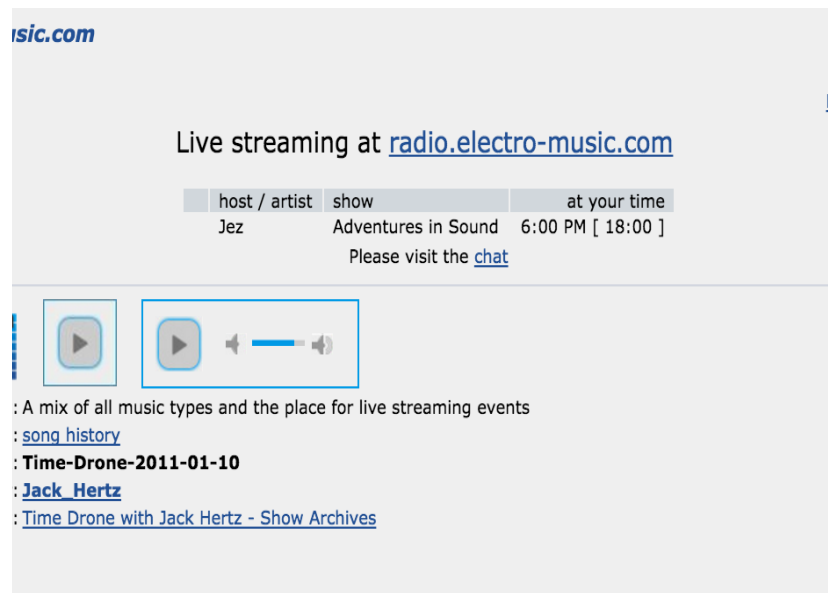 usic.com
Live streaming at radio.electro-music.com
host / artist show at your time
Jez Adventures in Sound 6:00 PM [ 18:00 ]
Please visit the chat
: A mix of all music types and the place for live streaming events
: song history
: Time-Drone-2011-01-10
: Jack_Hertz
: Time Drone with Jack Hertz - Show Archives